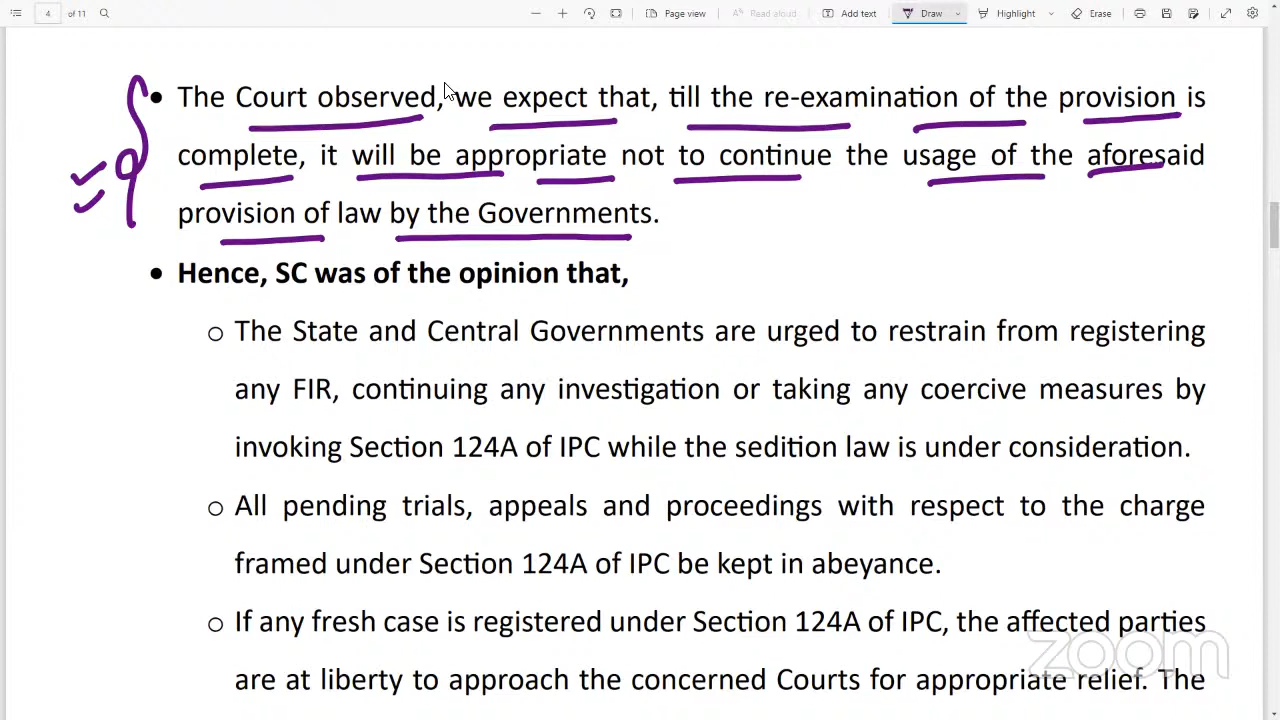 4 of 11 Page view Read aloud Add text Draw Highlight Erase
• The Court observed, we expect that, till the re-examination of the provision is
complete, it will be appropriate not to continue the usage of the aforesaid
provision of law by the Governments.
• Hence, SC was of the opinion that,
o The State and Central Governments are urged to restrain from registering
any FIR, continuing any investigation or taking any coercive measures by
invoking Section 124A of IPC while the sedition law is under consideration.
o All pending trials, appeals and proceedings with respect to the charge
framed under Section 124A of IPC be kept in abeyance.
o If any fresh case is registered under Section 124A of IPC, the affected parties
are at liberty to approach the concerned Courts for appropriate relief. The
zoom